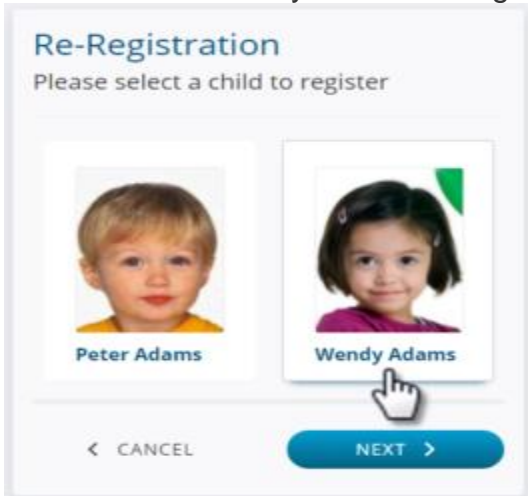 Re-Registration
Please select a child to register
Peter Adams
Wendy Adams
< CANCEL
NEXT >